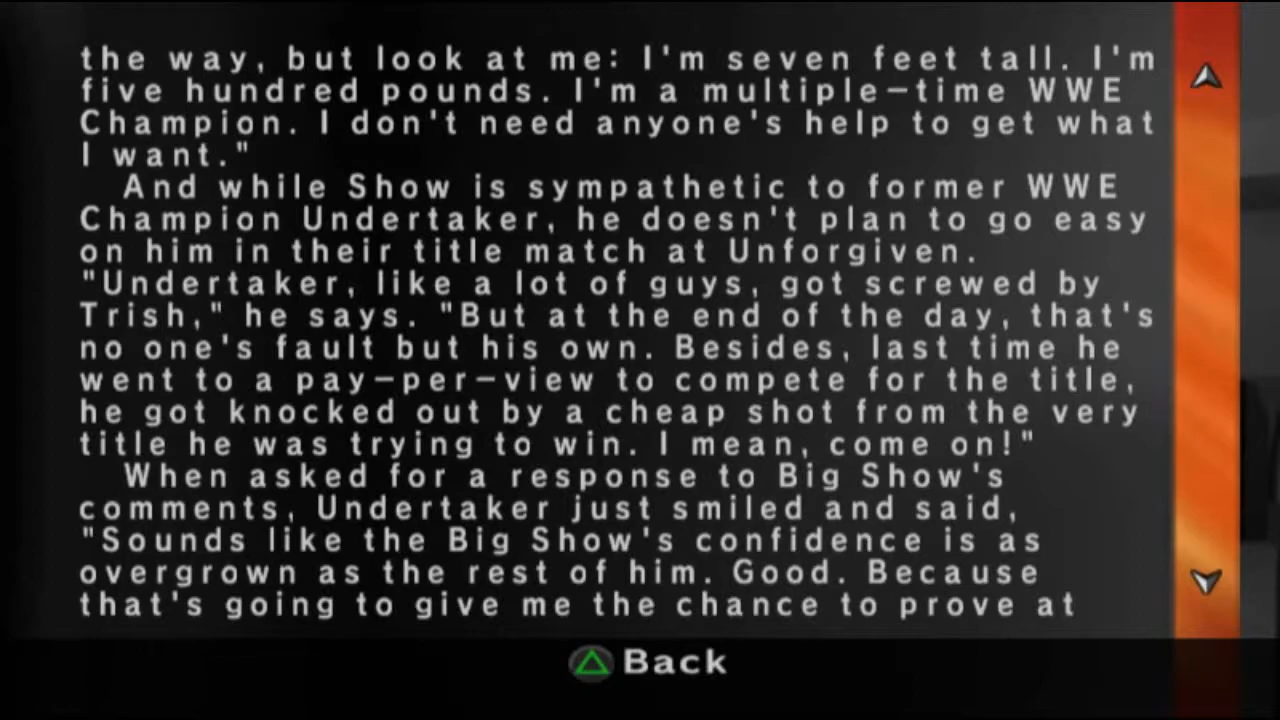 the way, but look at me: I'm seven feet tall. I'm
five hundred pounds. I'm a multiple-time WWE
Champion. I don't need anyone's help to get what
I want."
And while Show is sympathetic to former WWE
Champion Undertaker, he doesn't plan to go easy
on him in their title match at Unforgiven.
"Undertaker, like a lot of guys, got screwed by
Trish," he says. "But at the end of the day, that's
no one's fault but his own. Besides, last time he
went to a pay-per-view to compete for the title,
he got knocked out by a cheap shot from the very
title he was trying to win. I mean, come on!"
When asked for a response to Big Show's
comments, Undertaker just smiled and said,
"Sounds like the Big Show's confidence is as
overgrown as the rest of him. Good. Because
that's going to give me the chance to prove at
Back